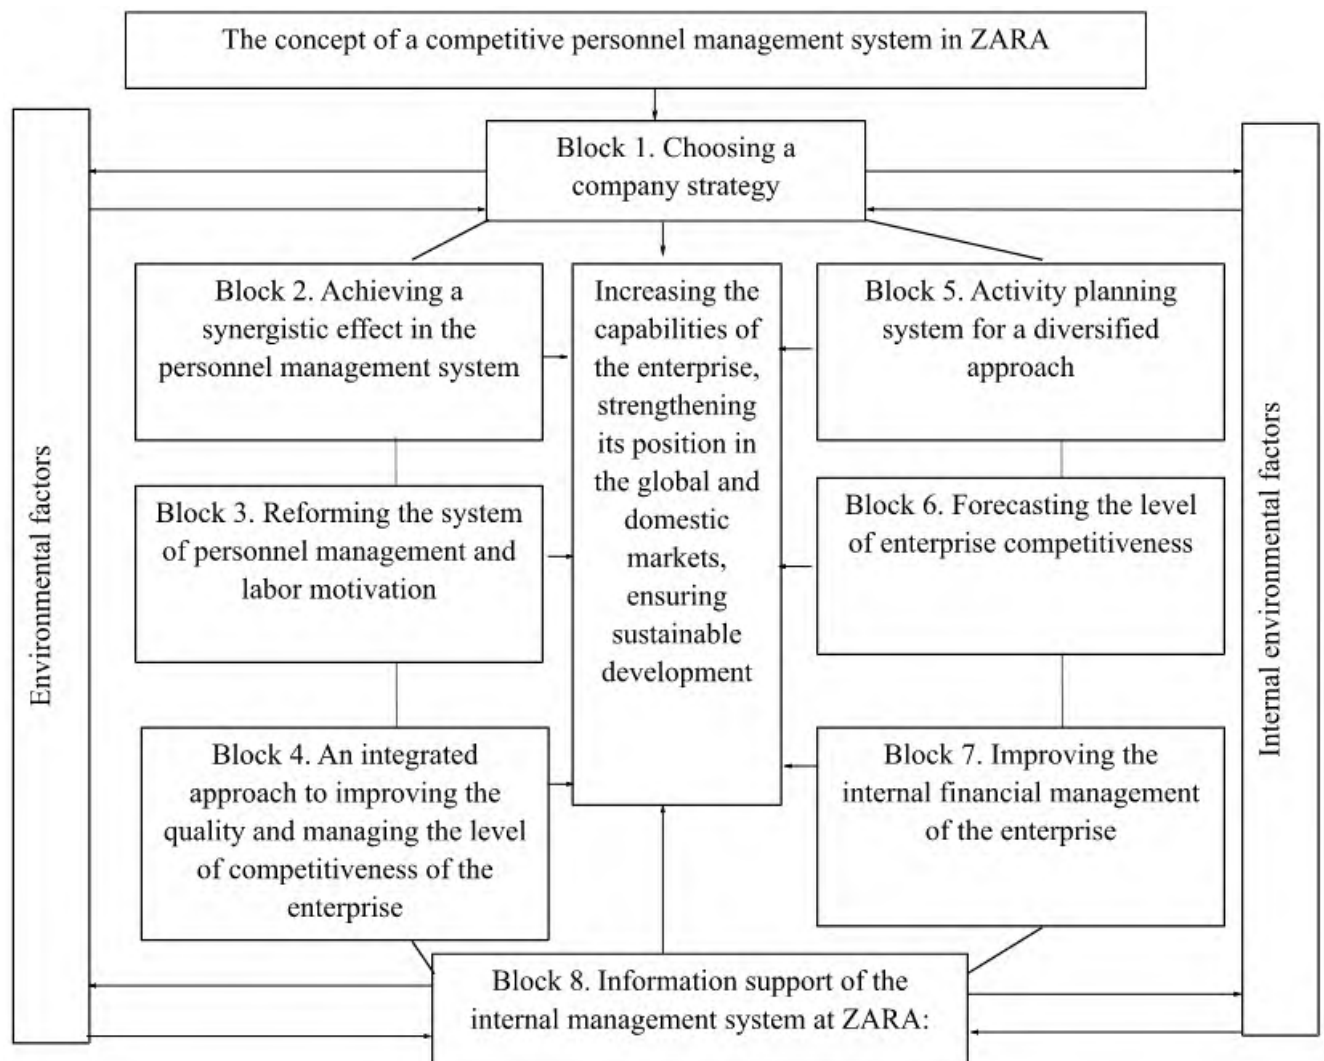 The concept of a competitive personnel management system in ZARA
Block 1. Choosing a
company strategy
Environmental factors
Block 2. Achieving a
synergistic effect in the
personnel management system
Block 3. Reforming the system
of personnel management and
labor motivation
Block 4. An integrated
approach to improving the
quality and managing the level
of competitiveness of the
enterprise
Increasing the
capabilities of
the enterprise,
strengthening
its position in
the global and
domestic
markets,
ensuring
sustainable
development
Block 5. Activity planning
system for a diversified
approach
Block 6. Forecasting the level
of enterprise competitiveness
Block 7. Improving the
internal financial management
of the enterprise
Internal environmental factors
Block 8. Information support of the
internal management system at ZARA: